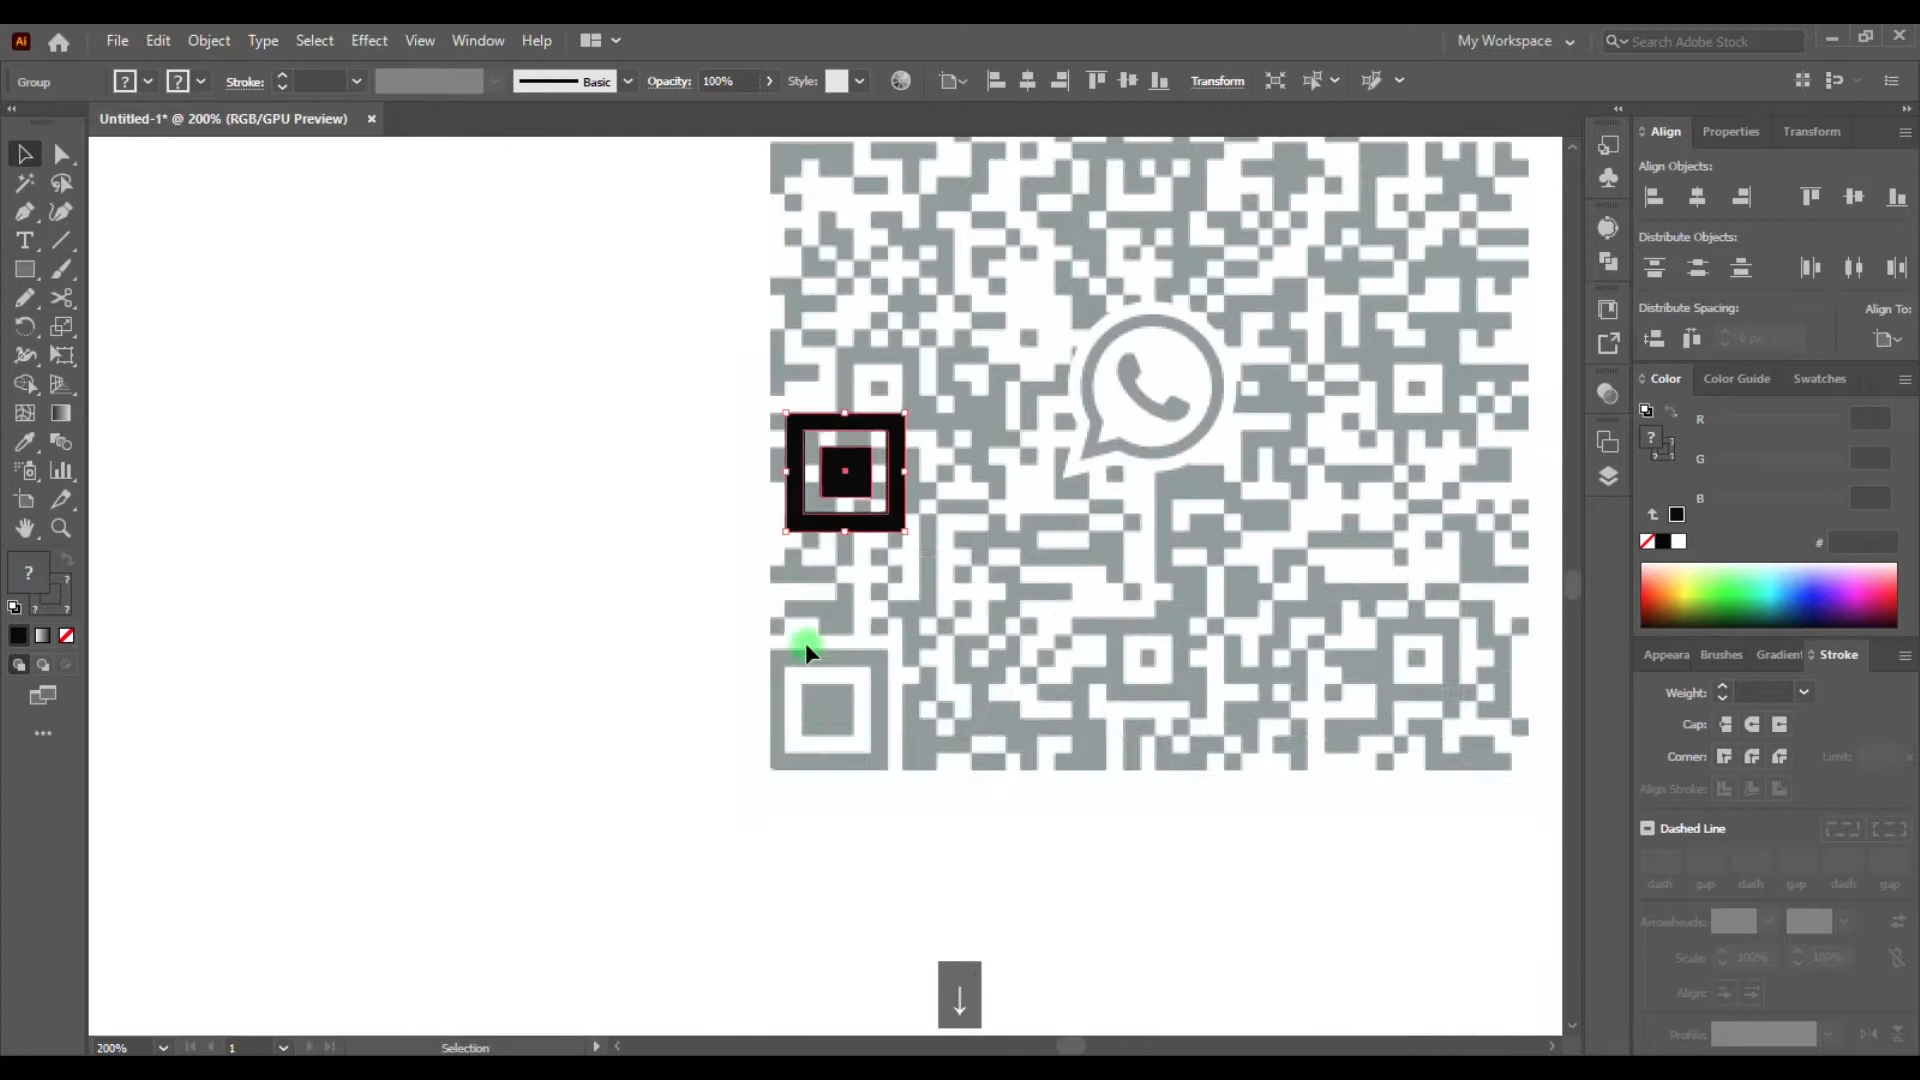 Ai File Edit Object Type Select Effect View Window Help My Workspace Search Adobe Stock
Group ? ? Stroke: Basic Opacity: 100% Style: Transform
Untitled-1* @ 200% (RGB/GPU Preview) ×
Align Properties Transform
Align Objects:
Distribute Objects:
Distribute Spacing: Align To:
0 px
Color Color Guide Swatches
R
?
G
B
#
?
Appeara Brushes Gradient Stroke
Weight:
Cap:
Corner: Limit: x
Align Stroke:
Dashed Line
dash gap dash gap dash gap
Arrowheads:
Scale: 100% 100%
Align:
Profile:
↓
200% 1 Selection